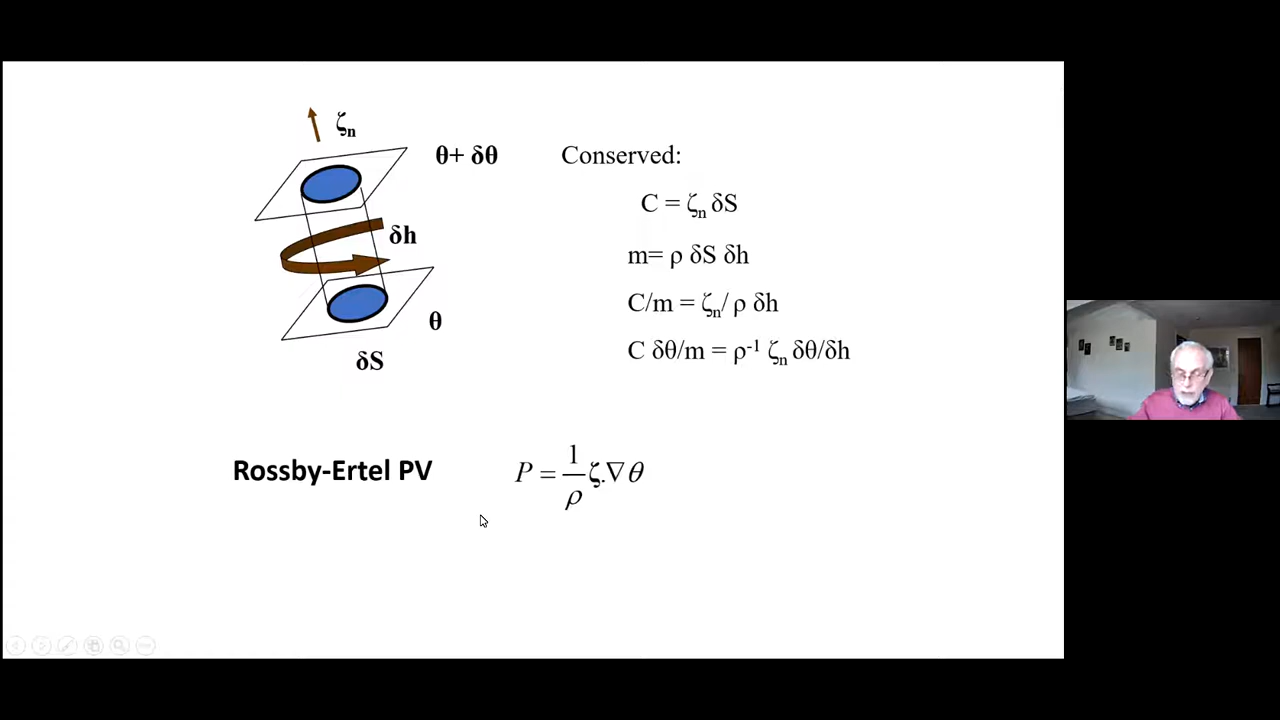 ζn
θ+ δθ
δh
θ
δS
Conserved:
C = ζn δS
m= ρ δS δh
C/m = ζn/ ρ δh
C δθ/m = ρ-1 ζn δθ/δh
Rossby-Ertel PV
P = 1/ρ ζ.∇θ